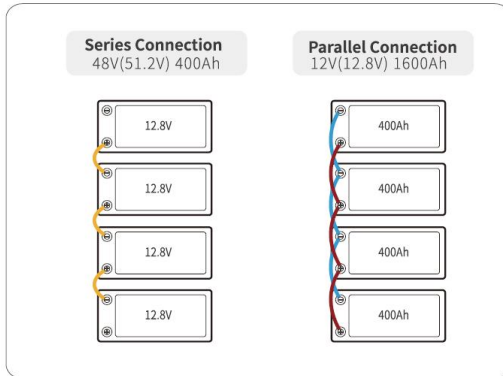 Series Connection
48V(51.2V) 400Ah
12.8V
12.8V
12.8V
12.8V
Parallel Connection
12V(12.8V) 1600Ah
400Ah
400Ah
400Ah
400Ah